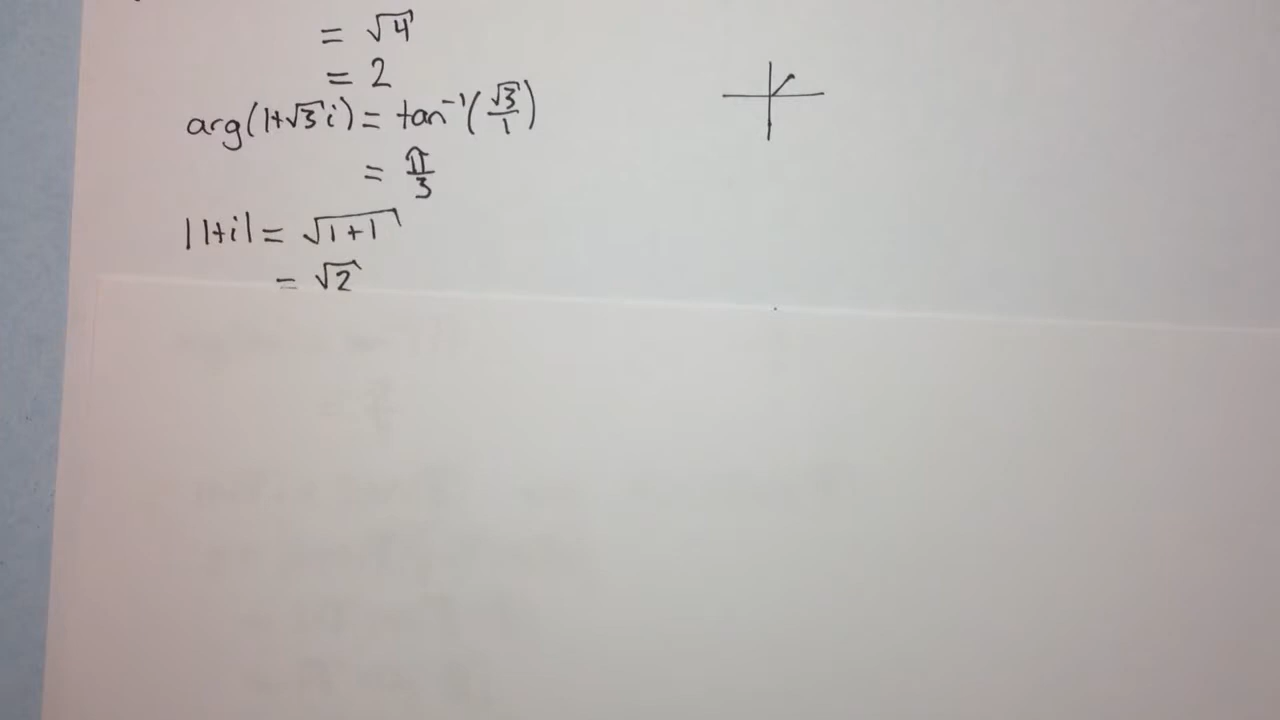 = √4
= 2
arg(1+√3i) = tan⁻¹(√3/1)
= π/3
|1+i| = √1+1
= √2